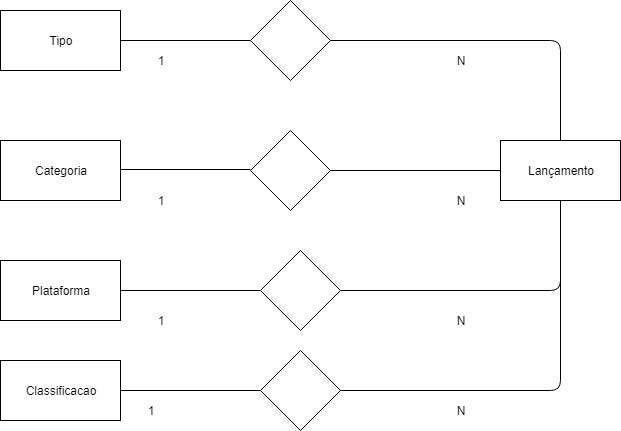 Tipo
1
N
Categoria
Lançamento
1
N
Plataforma
1
N
Classificacao
1
N